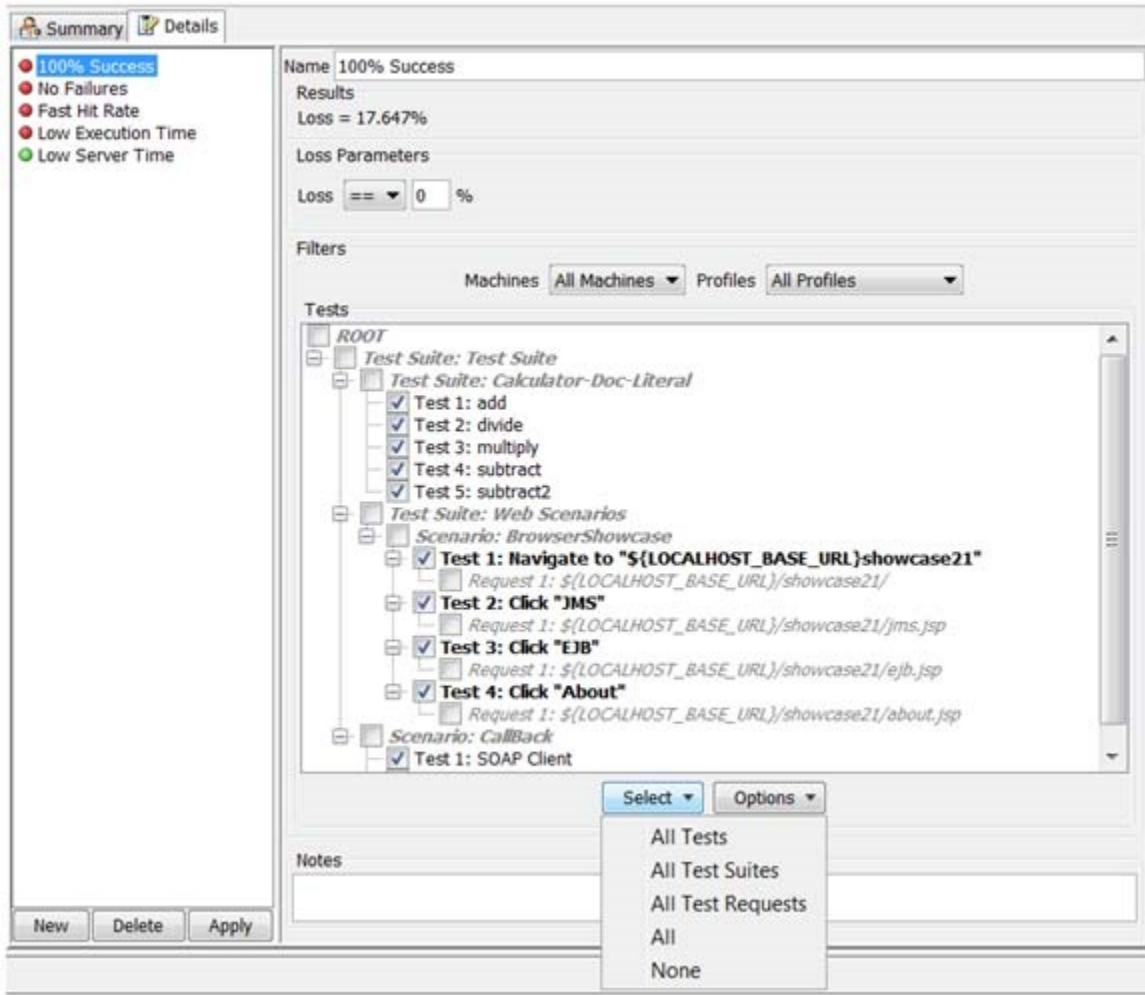 Summary Details
100% Success
No Failures
Fast Hit Rate
Low Execution Time
Low Server Time
New Delete Apply
Name 100% Success
Results
Loss = 17.647%
Loss Parameters
Loss == 0 %
Filters
Machines All Machines Profiles All Profiles
Tests
ROOT
Test Suite: Test Suite
Test Suite: Calculator-Doc-Literal
Test 1: add
Test 2: divide
Test 3: multiply
Test 4: subtract
Test 5: subtract2
Test Suite: Web Scenarios
Scenario: BrowserShowcase
Test 1: Navigate to "${LOCALHOST_BASE_URL}showcase21"
Request 1: ${LOCALHOST_BASE_URL}/showcase21/
Test 2: Click "JMS"
Request 1: ${LOCALHOST_BASE_URL}/showcase21/jms.jsp
Test 3: Click "EJB"
Request 1: ${LOCALHOST_BASE_URL}/showcase21/ejb.jsp
Test 4: Click "About"
Request 1: ${LOCALHOST_BASE_URL}/showcase21/about.jsp
Scenario: CallBack
Test 1: SOAP Client
Select Options
All Tests
All Test Suites
All Test Requests
All
None
Notes